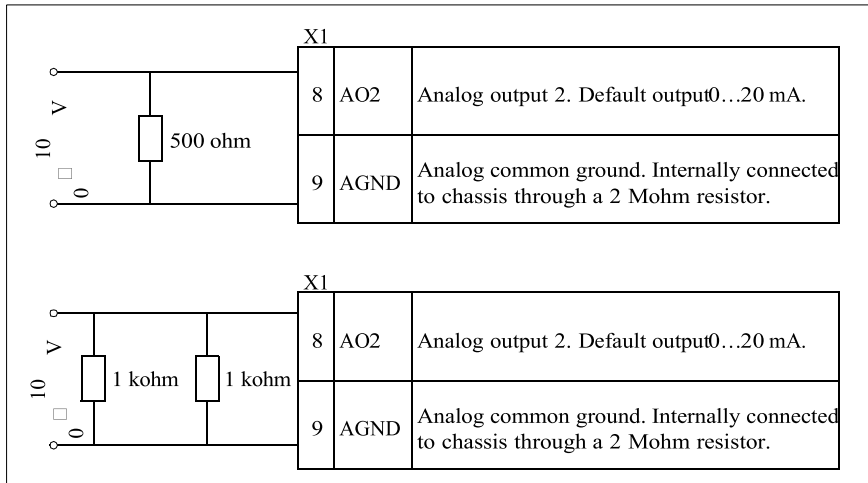 X1
8 AO2 Analog output 2. Default output0…20 mA.
500 ohm
0 □ 10 V
9 AGND Analog common ground. Internally connected
to chassis through a 2 Mohm resistor.
X1
8 AO2 Analog output 2. Default output0…20 mA.
1 kohm 1 kohm
0 □ 10 V
9 AGND Analog common ground. Internally connected
to chassis through a 2 Mohm resistor.